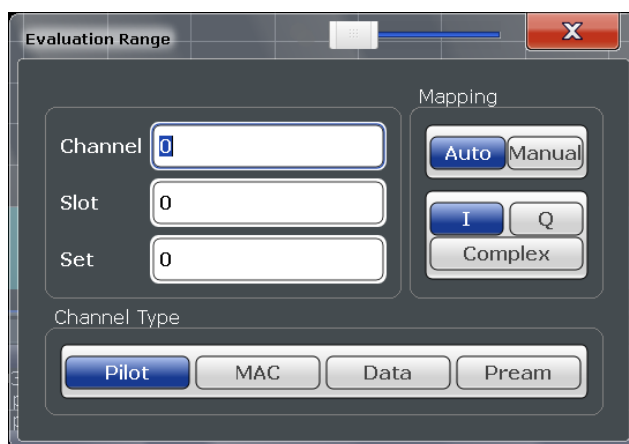 Evaluation Range
X
Mapping
Channel 0
Auto Manual
Slot 0
I Q
Set 0
Complex
Channel Type
Pilot MAC Data Pream